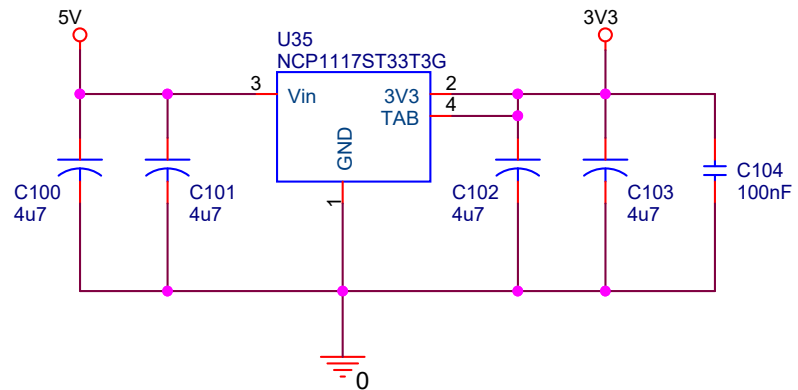 5V
3V3
U35
NCP1117ST33T3G
3
Vin
3V3
2
TAB
4
GND
1
C100
4u7
C101
4u7
C102
4u7
C103
4u7
C104
100nF
0